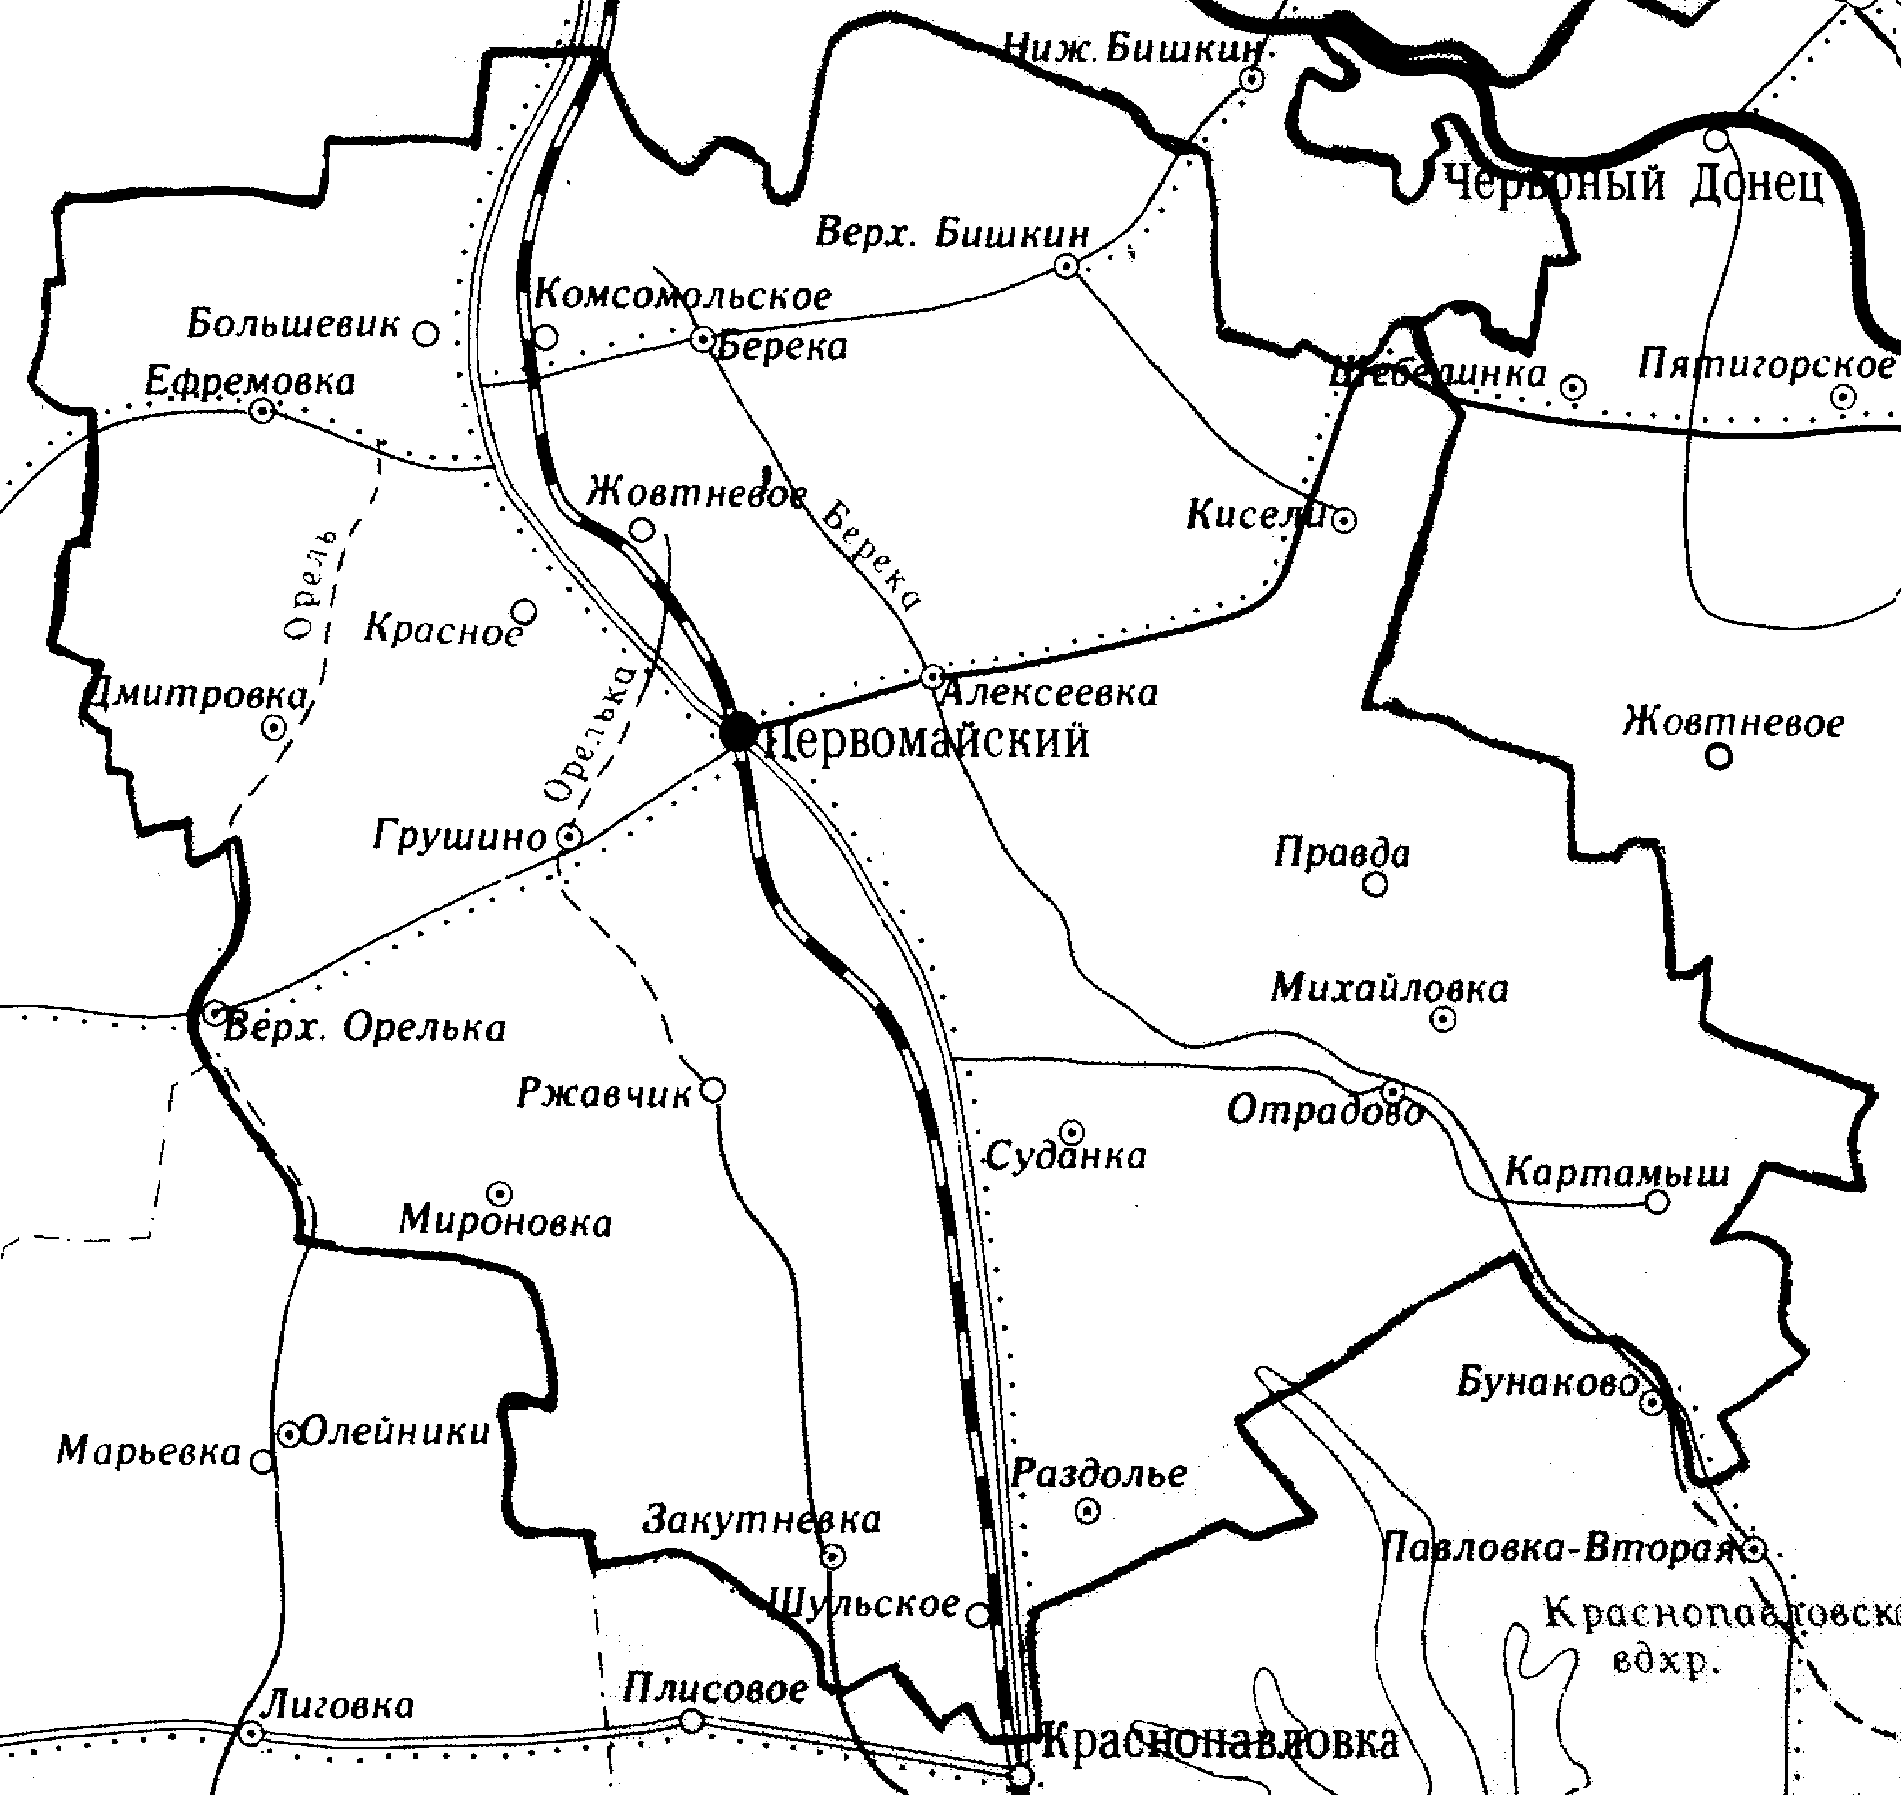 Ниж. Бишкин
Червоный Донец
Верх. Бишкин
Комсомольское
Большевик
Берека
Ефремовка
Шебелинка
Пятигорское
Жовтневое
Берека
Кисели
Орель
Красное
Дмитровка
Орелька
Алексеевка
Первомайский
Жовтневое
Грушино
Правда
Михайловка
Верх. Орелька
Ржавчик
Отрадово
Суданка
Картамыш
Мироновка
Бунаково
Олейники
Марьевка
Раздолье
Закутневка
Павловка-Вторая
Шульское
Краснопавловск
вдхр.
Плисовое
Лиговка
Краснопавловка